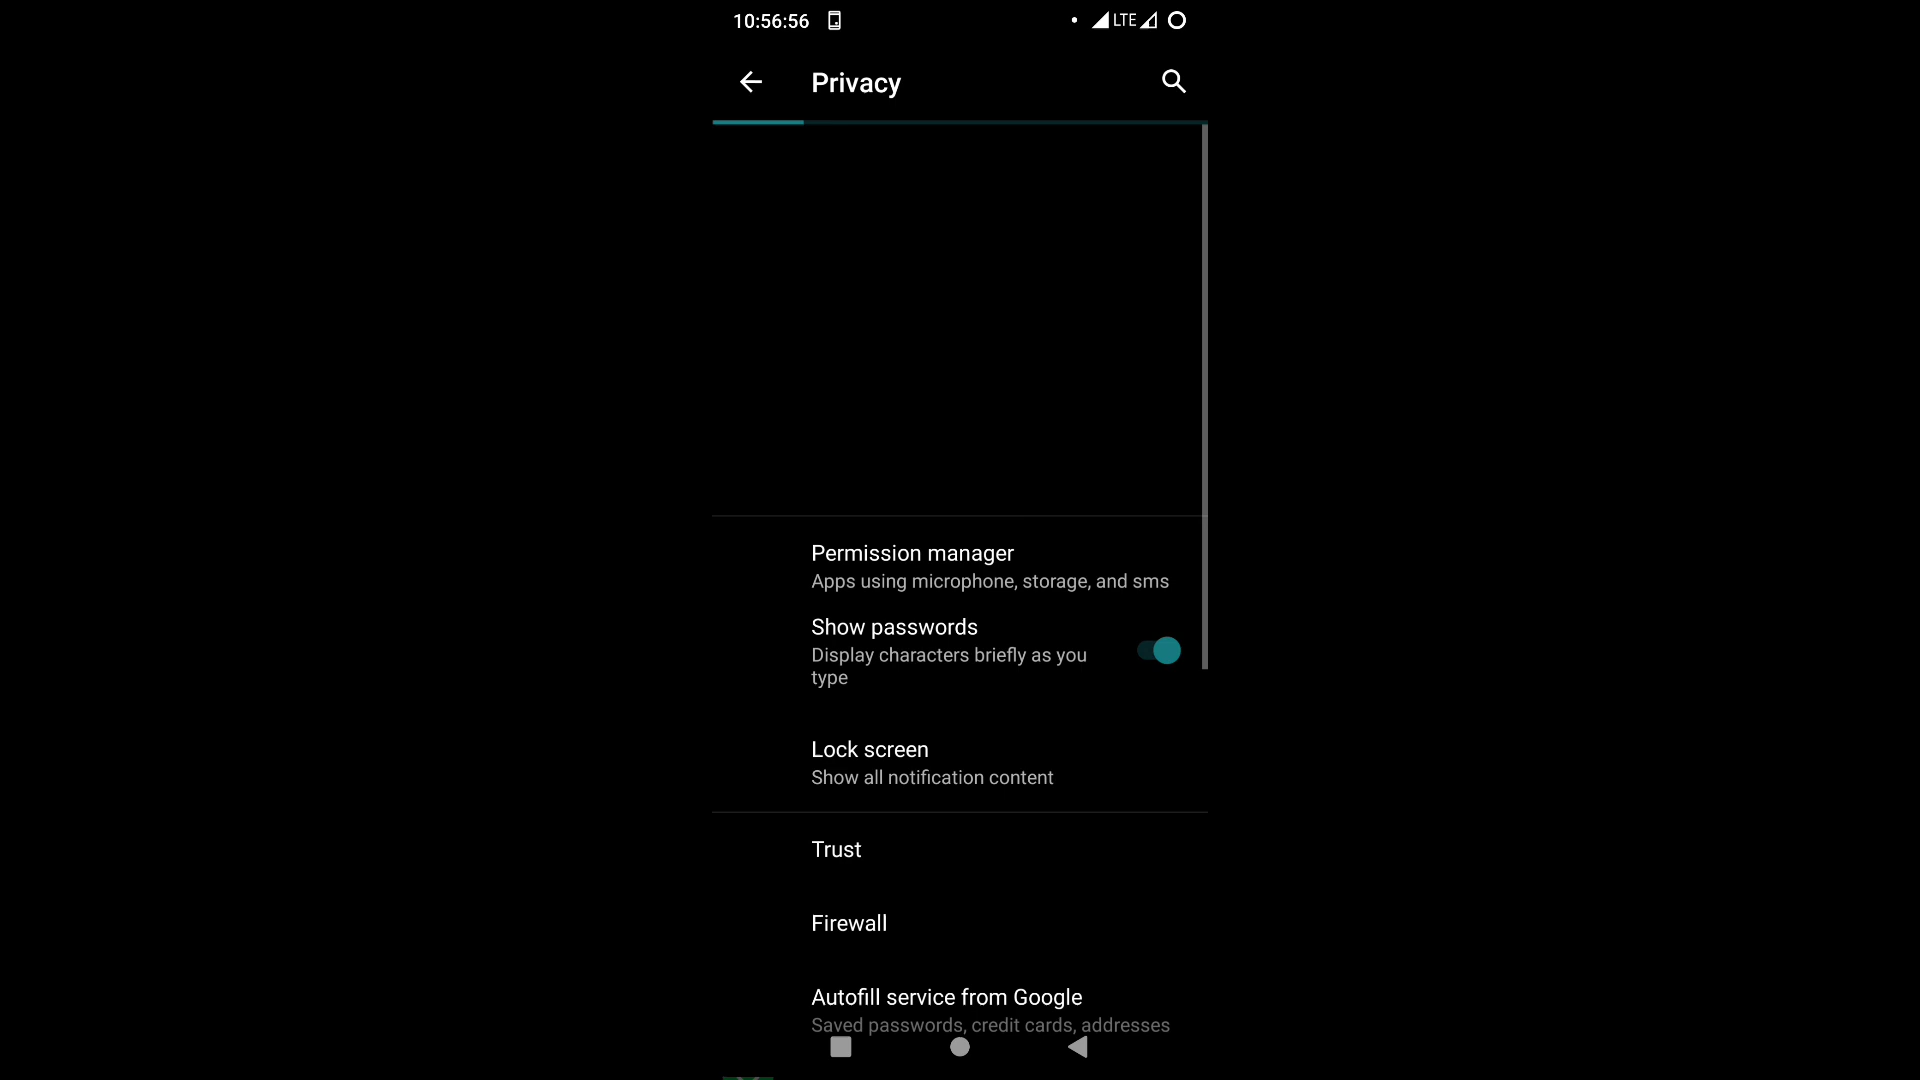 10:56:56
LTE
Privacy
Permission manager
Apps using microphone, storage, and sms
Show passwords
Display characters briefly as you
type
Lock screen
Show all notification content
Trust
Firewall
Autofill service from Google
Saved passwords, credit cards, addresses